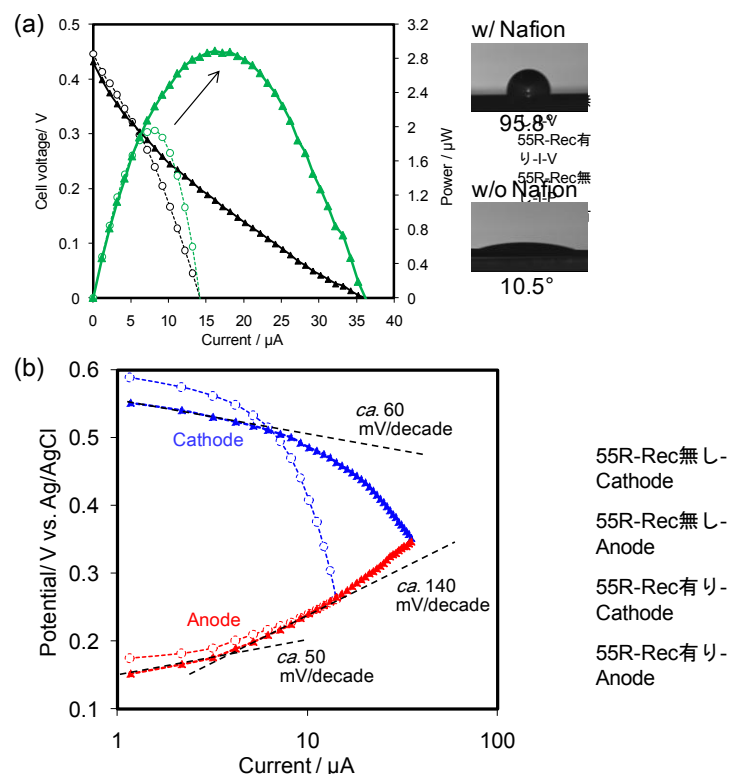 (a)
w/ Nafion
0.5
0.4
0.3
0.2
0.1
0
Cell voltage/ V
3.2
2.8
2.4
2
1.6
1.2
0.8
0.4
0
Power / μW
0
5
10
15
20
25
30
35
40
Current / μA
95.8°
55R-Rec有
り-I-V
55R-Rec無
w/o Nafion
10.5°
(b)
0.6
0.5
0.4
0.3
0.2
0.1
Potential/ V vs. Ag/AgCl
ca. 60
mV/decade
Cathode
ca. 140
mV/decade
Anode
ca. 50
mV/decade
1
10
100
Current / μA
55R-Rec無し-
Cathode
55R-Rec無し-
Anode
55R-Rec有り-
Cathode
55R-Rec有り-
Anode